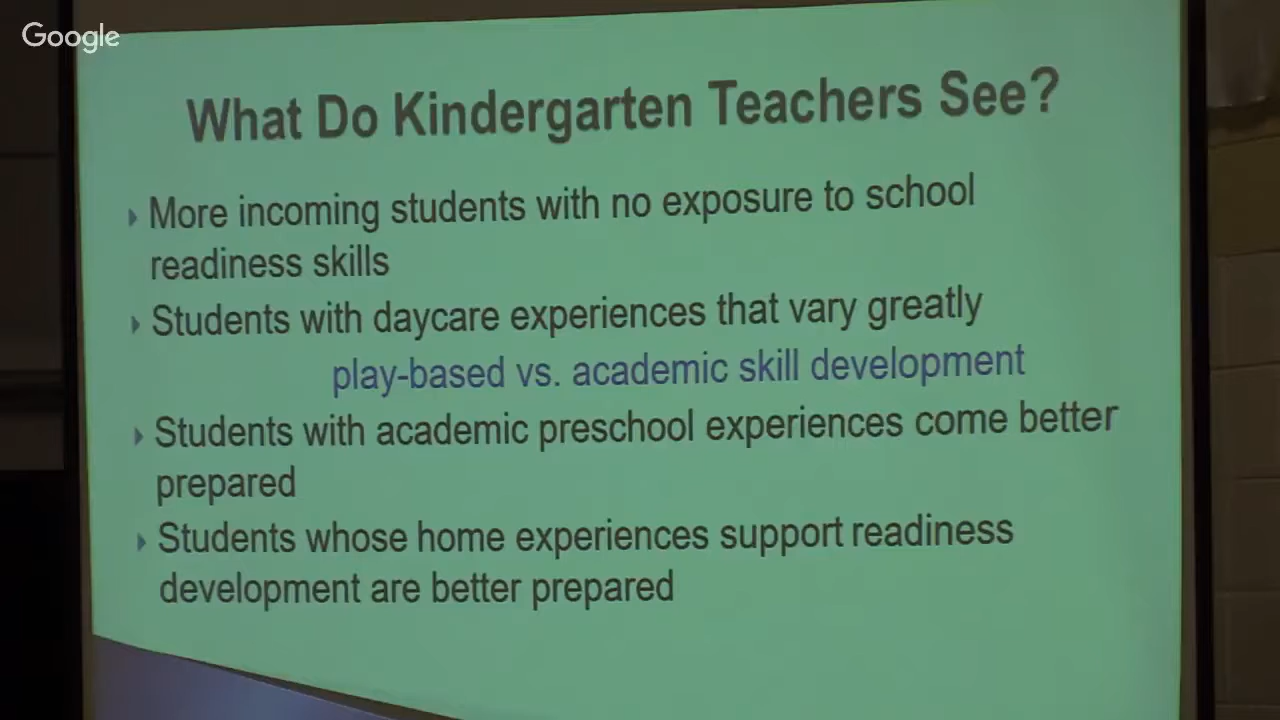 Google
What Do Kindergarten Teachers See?
More incoming students with no exposure to school
readiness skills
Students with daycare experiences that vary greatly
play-based vs. academic skill development
Students with academic preschool experiences come better
prepared
Students whose home experiences support readiness
development are better prepared